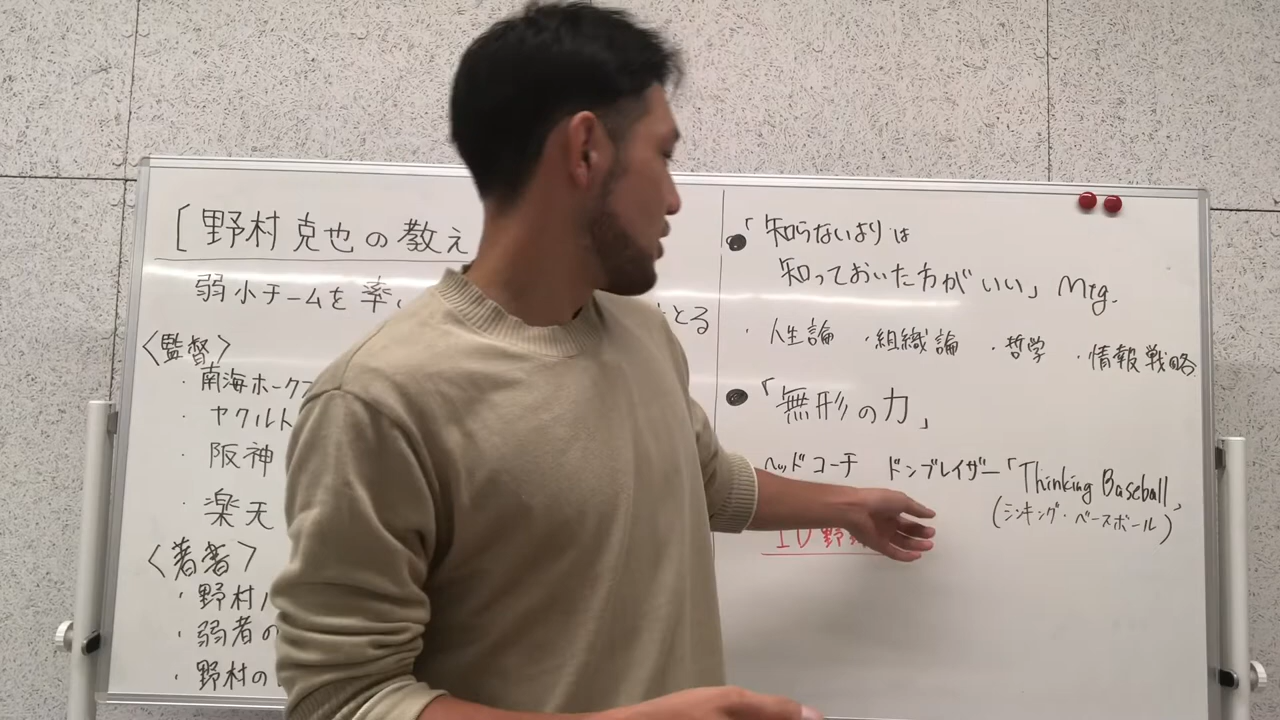 [野村克也の教え
弱小チームを率い
とる
〈監督〉
・南海ホークス
・ヤクルト
・阪神
・楽天
〈著書〉
・野村ノ
・弱者の
・野村の
●「知らないよりは
知っておいた方がいい」Mtg.
・人生論 ・組織論 ・哲学 ・情報戦略
●「無形の力」
ヘッドコーチ ドンブレイザー「Thinking Baseball」
(シンキング・ベースボール)
ID野球